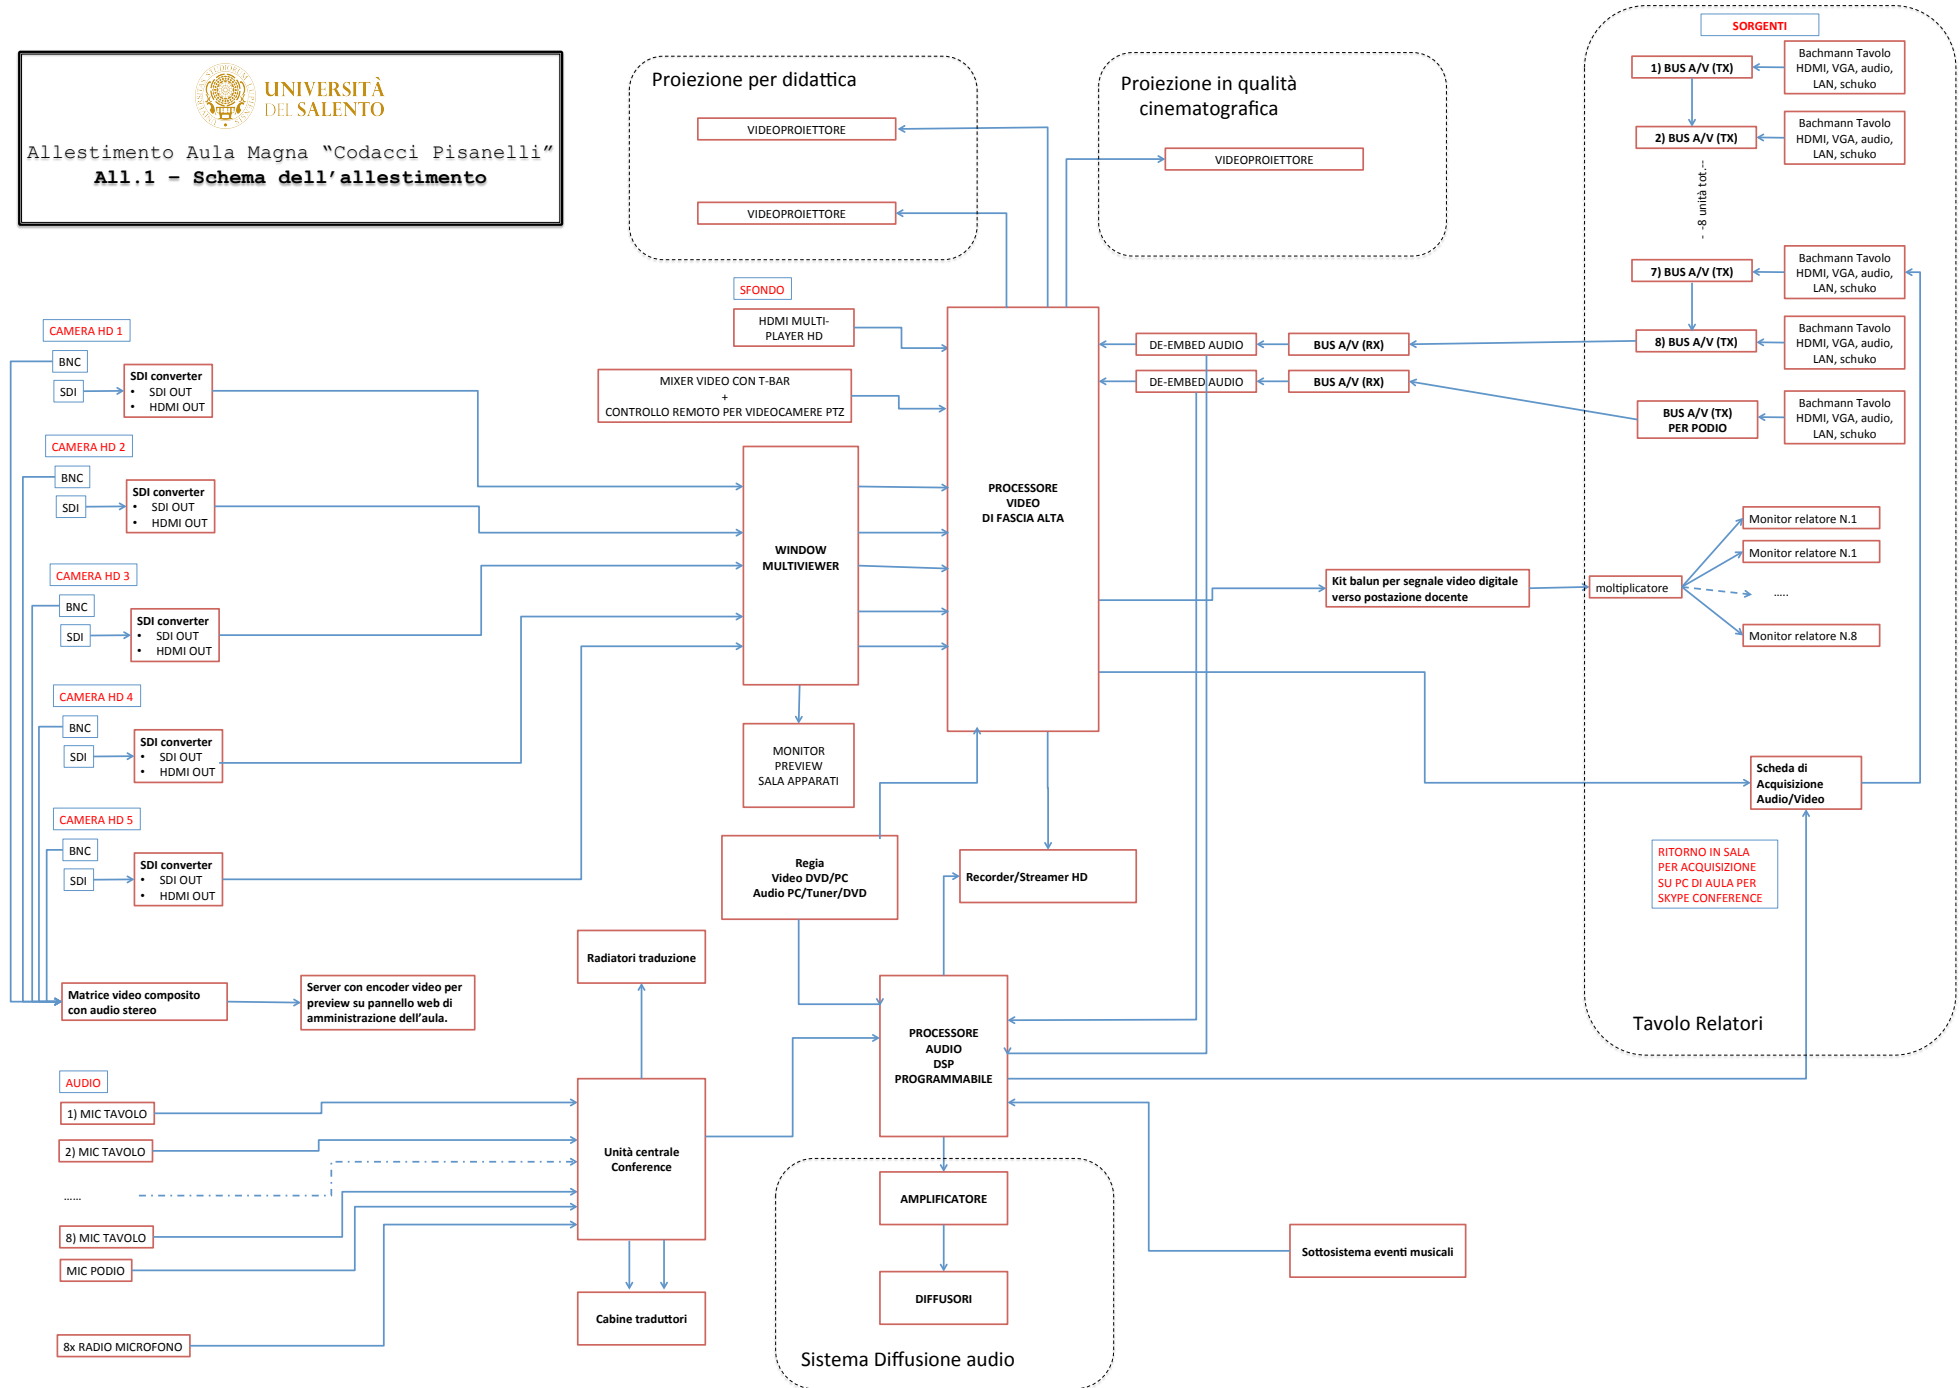 UNIVERSITÀ
DEL SALENTO
Allestimento Aula Magna “Codacci Pisanelli”
All.1 – Schema dell’allestimento
Proiezione per didattica
VIDEOPROIETTORE
VIDEOPROIETTORE
Proiezione in qualità
cinematografica
VIDEOPROIETTORE
SORGENTI
1) BUS A/V (TX)
Bachmann Tavolo
HDMI, VGA, audio,
LAN, schuko
2) BUS A/V (TX)
Bachmann Tavolo
HDMI, VGA, audio,
LAN, schuko
- -8 unità tot.--
7) BUS A/V (TX)
Bachmann Tavolo
HDMI, VGA, audio,
LAN, schuko
8) BUS A/V (TX)
Bachmann Tavolo
HDMI, VGA, audio,
LAN, schuko
BUS A/V (TX)
PER PODIO
Bachmann Tavolo
HDMI, VGA, audio,
LAN, schuko
SFONDO
HDMI MULTI-
PLAYER HD
MIXER VIDEO CON T-BAR
+
CONTROLLO REMOTO PER VIDEOCAMERE PTZ
DE-EMBED AUDIO
BUS A/V (RX)
DE-EMBED AUDIO
BUS A/V (RX)
PROCESSORE
VIDEO
DI FASCIA ALTA
WINDOW
MULTIVIEWER
MONITOR
PREVIEW
SALA APPARATI
CAMERA HD 1
BNC
SDI
SDI converter
• SDI OUT
• HDMI OUT
CAMERA HD 2
BNC
SDI
SDI converter
• SDI OUT
• HDMI OUT
CAMERA HD 3
BNC
SDI
SDI converter
• SDI OUT
• HDMI OUT
CAMERA HD 4
BNC
SDI
SDI converter
• SDI OUT
• HDMI OUT
CAMERA HD 5
BNC
SDI
SDI converter
• SDI OUT
• HDMI OUT
Kit balun per segnale video digitale
verso postazione docente
moltiplicatore
Monitor relatore N.1
Monitor relatore N.1
.....
Monitor relatore N.8
Scheda di
Acquisizione
Audio/Video
RITORNO IN SALA
PER ACQUISIZIONE
SU PC DI AULA PER
SKYPE CONFERENCE
Tavolo Relatori
Regia
Video DVD/PC
Audio PC/Tuner/DVD
Recorder/Streamer HD
Radiatori traduzione
Matrice video composito
con audio stereo
Server con encoder video per
preview su pannello web di
amministrazione dell’aula.
PROCESSORE
AUDIO
DSP
PROGRAMMABILE
AUDIO
1) MIC TAVOLO
2) MIC TAVOLO
......
8) MIC TAVOLO
MIC PODIO
8x RADIO MICROFONO
Unità centrale
Conference
Cabine traduttori
AMPLIFICATORE
DIFFUSORI
Sistema Diffusione audio
Sottosistema eventi musicali